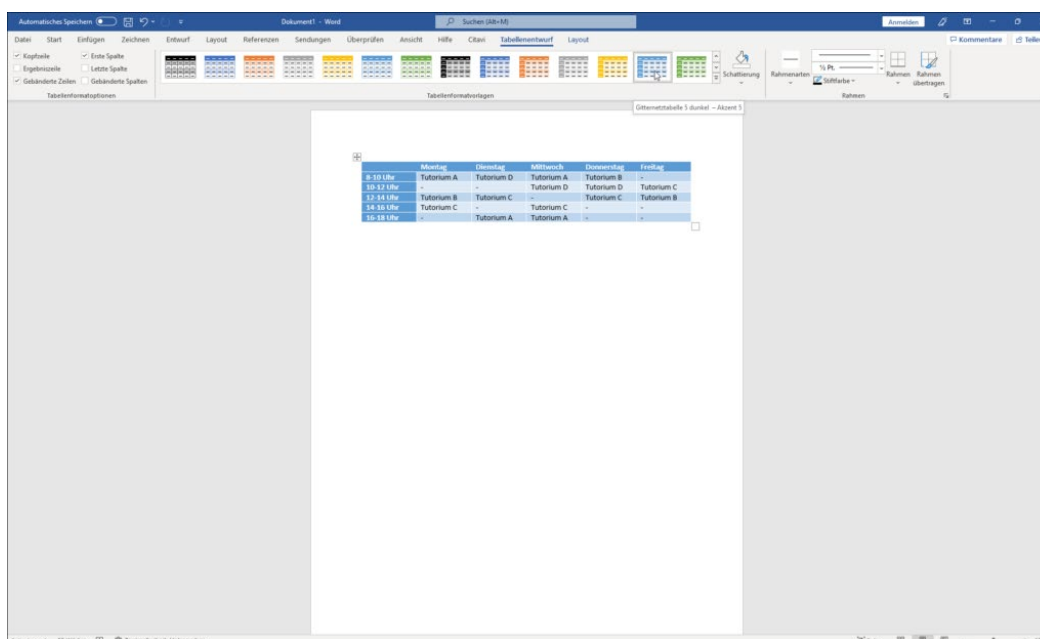 Automatisches Speichern Dokument1 - Word Suchen (Alt+M) Anmelden
Datei Start Einfügen Zeichnen Entwurf Layout Referenzen Sendungen Überprüfen Ansicht Hilfe Citavi Tabellenentwurf Layout Kommentare Teilen
Kopfzeile Erste Spalte
Ergebniszeile Letzte Spalte
Gebänderte Zeilen Gebänderte Spalten
Tabellenformatoptionen
Tabellenformatvorlagen
Schattierung
Rahmenarten
½ Pt.
Stiftfarbe
Rahmen
Rahmen übertragen
Rahmen
Gitternetztabelle 5 dunkel – Akzent 5
Montag Dienstag Mittwoch Donnerstag Freitag
8-10 Uhr Tutorium A Tutorium D Tutorium A Tutorium B -
10-12 Uhr - - Tutorium D Tutorium D Tutorium C
12-14 Uhr Tutorium B Tutorium C - Tutorium C Tutorium B
14-16 Uhr Tutorium C - Tutorium C - -
16-18 Uhr - Tutorium A Tutorium A - -